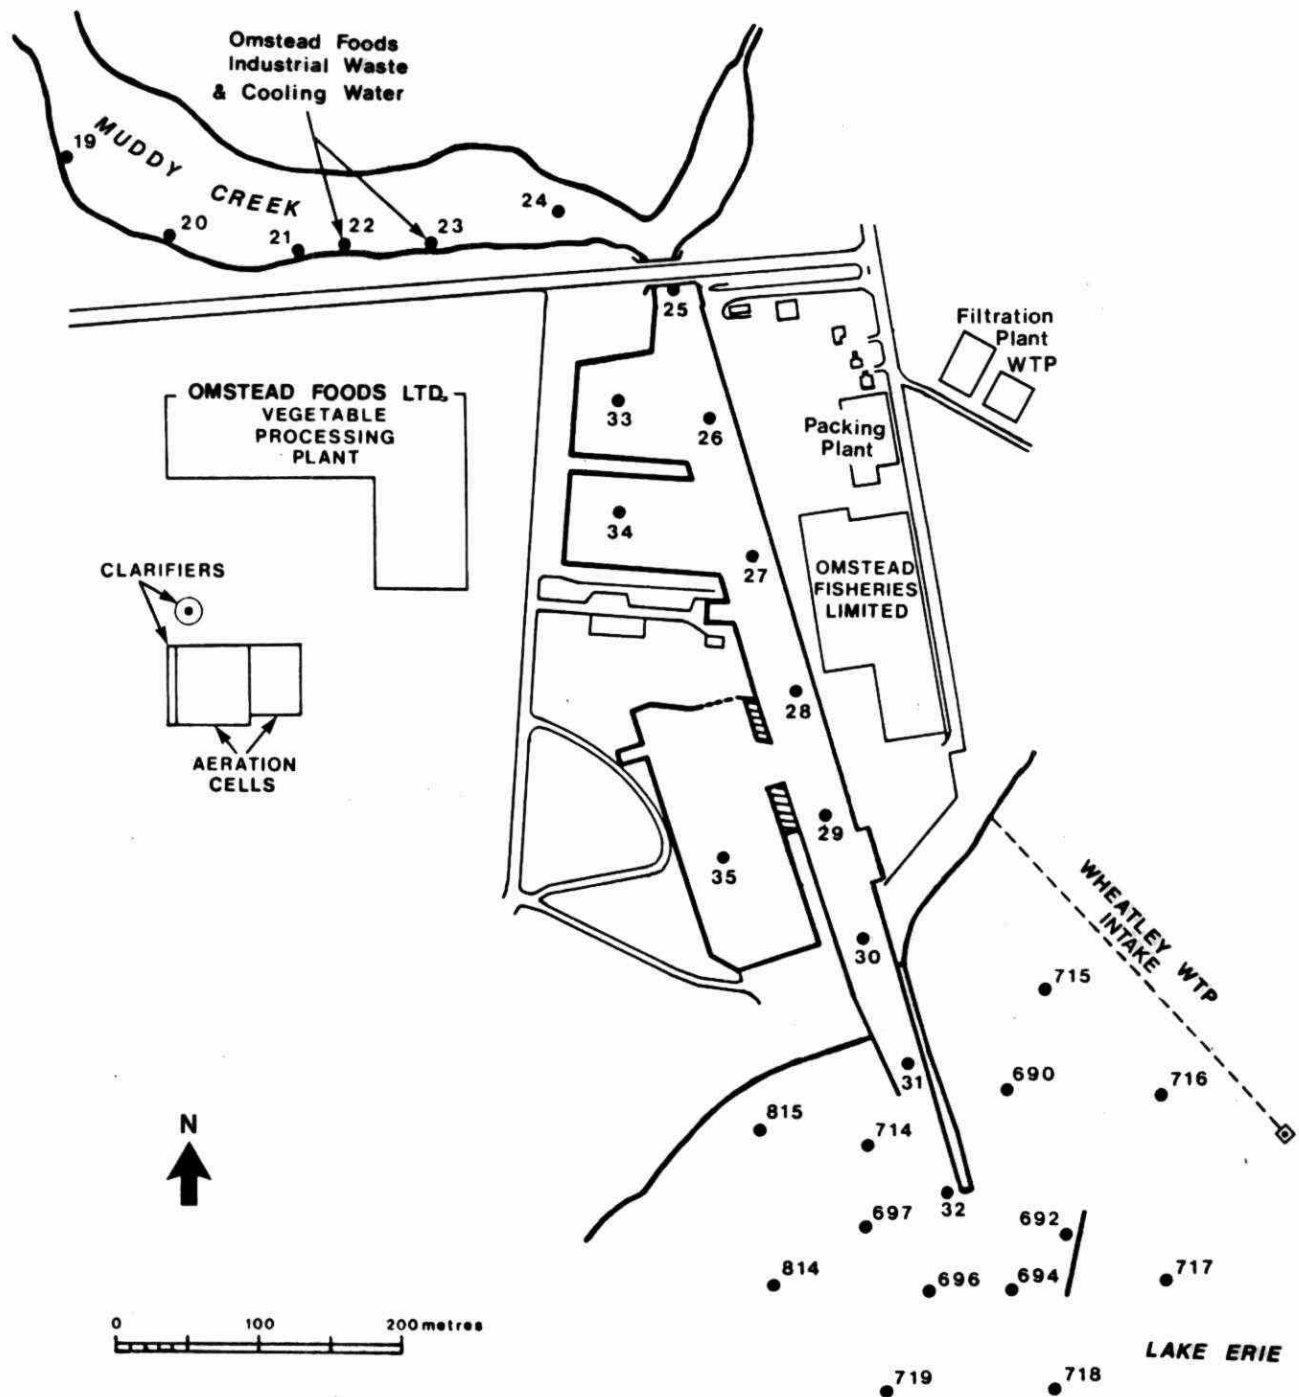 Omstead Foods
Industrial Waste
& Cooling Water
MUDDY CREEK
19
20
21
22
23
24
25
Filtration
Plant
WTP
OMSTEAD FOODS LTD.
VEGETABLE
PROCESSING
PLANT
33
26
Packing
Plant
34
27
OMSTEAD
FISHERIES
LIMITED
CLARIFIERS
28
AERATION
CELLS
29
35
WHEATLEY WTP
INTAKE
30
715
31
690
716
N
815
714
32
697
692
814
696
694
717
0 100 200 metres
LAKE ERIE
719
718